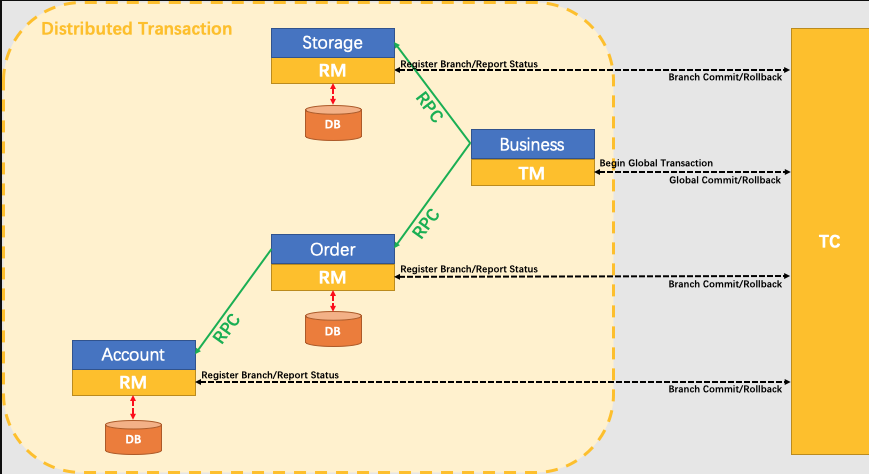 Distributed Transaction
Storage
RM
DB
Register Branch/Report Status
Branch Commit/Rollback
RPC
Business
TM
Begin Global Transaction
Global Commit/Rollback
TC
RPC
Order
RM
DB
Register Branch/Report Status
Branch Commit/Rollback
RPC
Account
RM
DB
Register Branch/Report Status
Branch Commit/Rollback